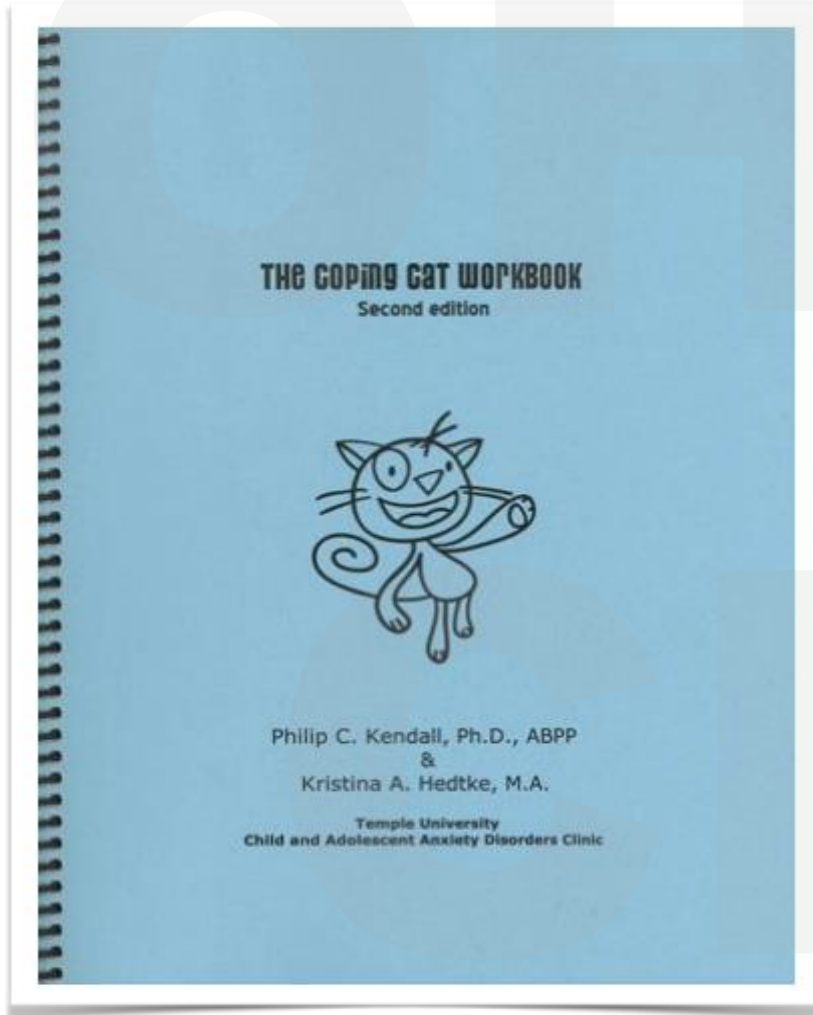 THE COPING CAT WORKBOOK
Second edition
Philip C. Kendall, Ph.D., ABPP
&
Kristina A. Hedtke, M.A.
Temple University
Child and Adolescent Anxiety Disorders Clinic